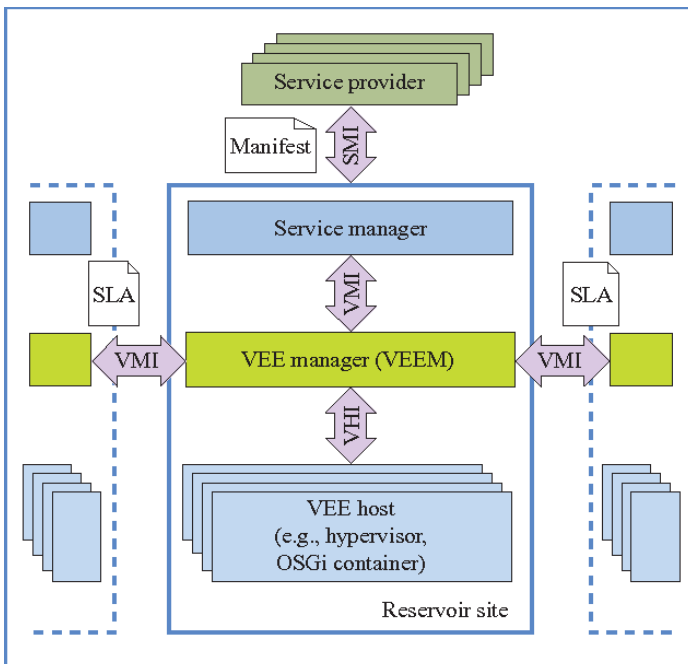 Service provider
Manifest
SMI
Service manager
SLA
VMI
SLA
VMI
VEE manager (VEEM)
VMI
VHI
VEE host
(e.g., hypervisor,
OSGi container)
Reservoir site